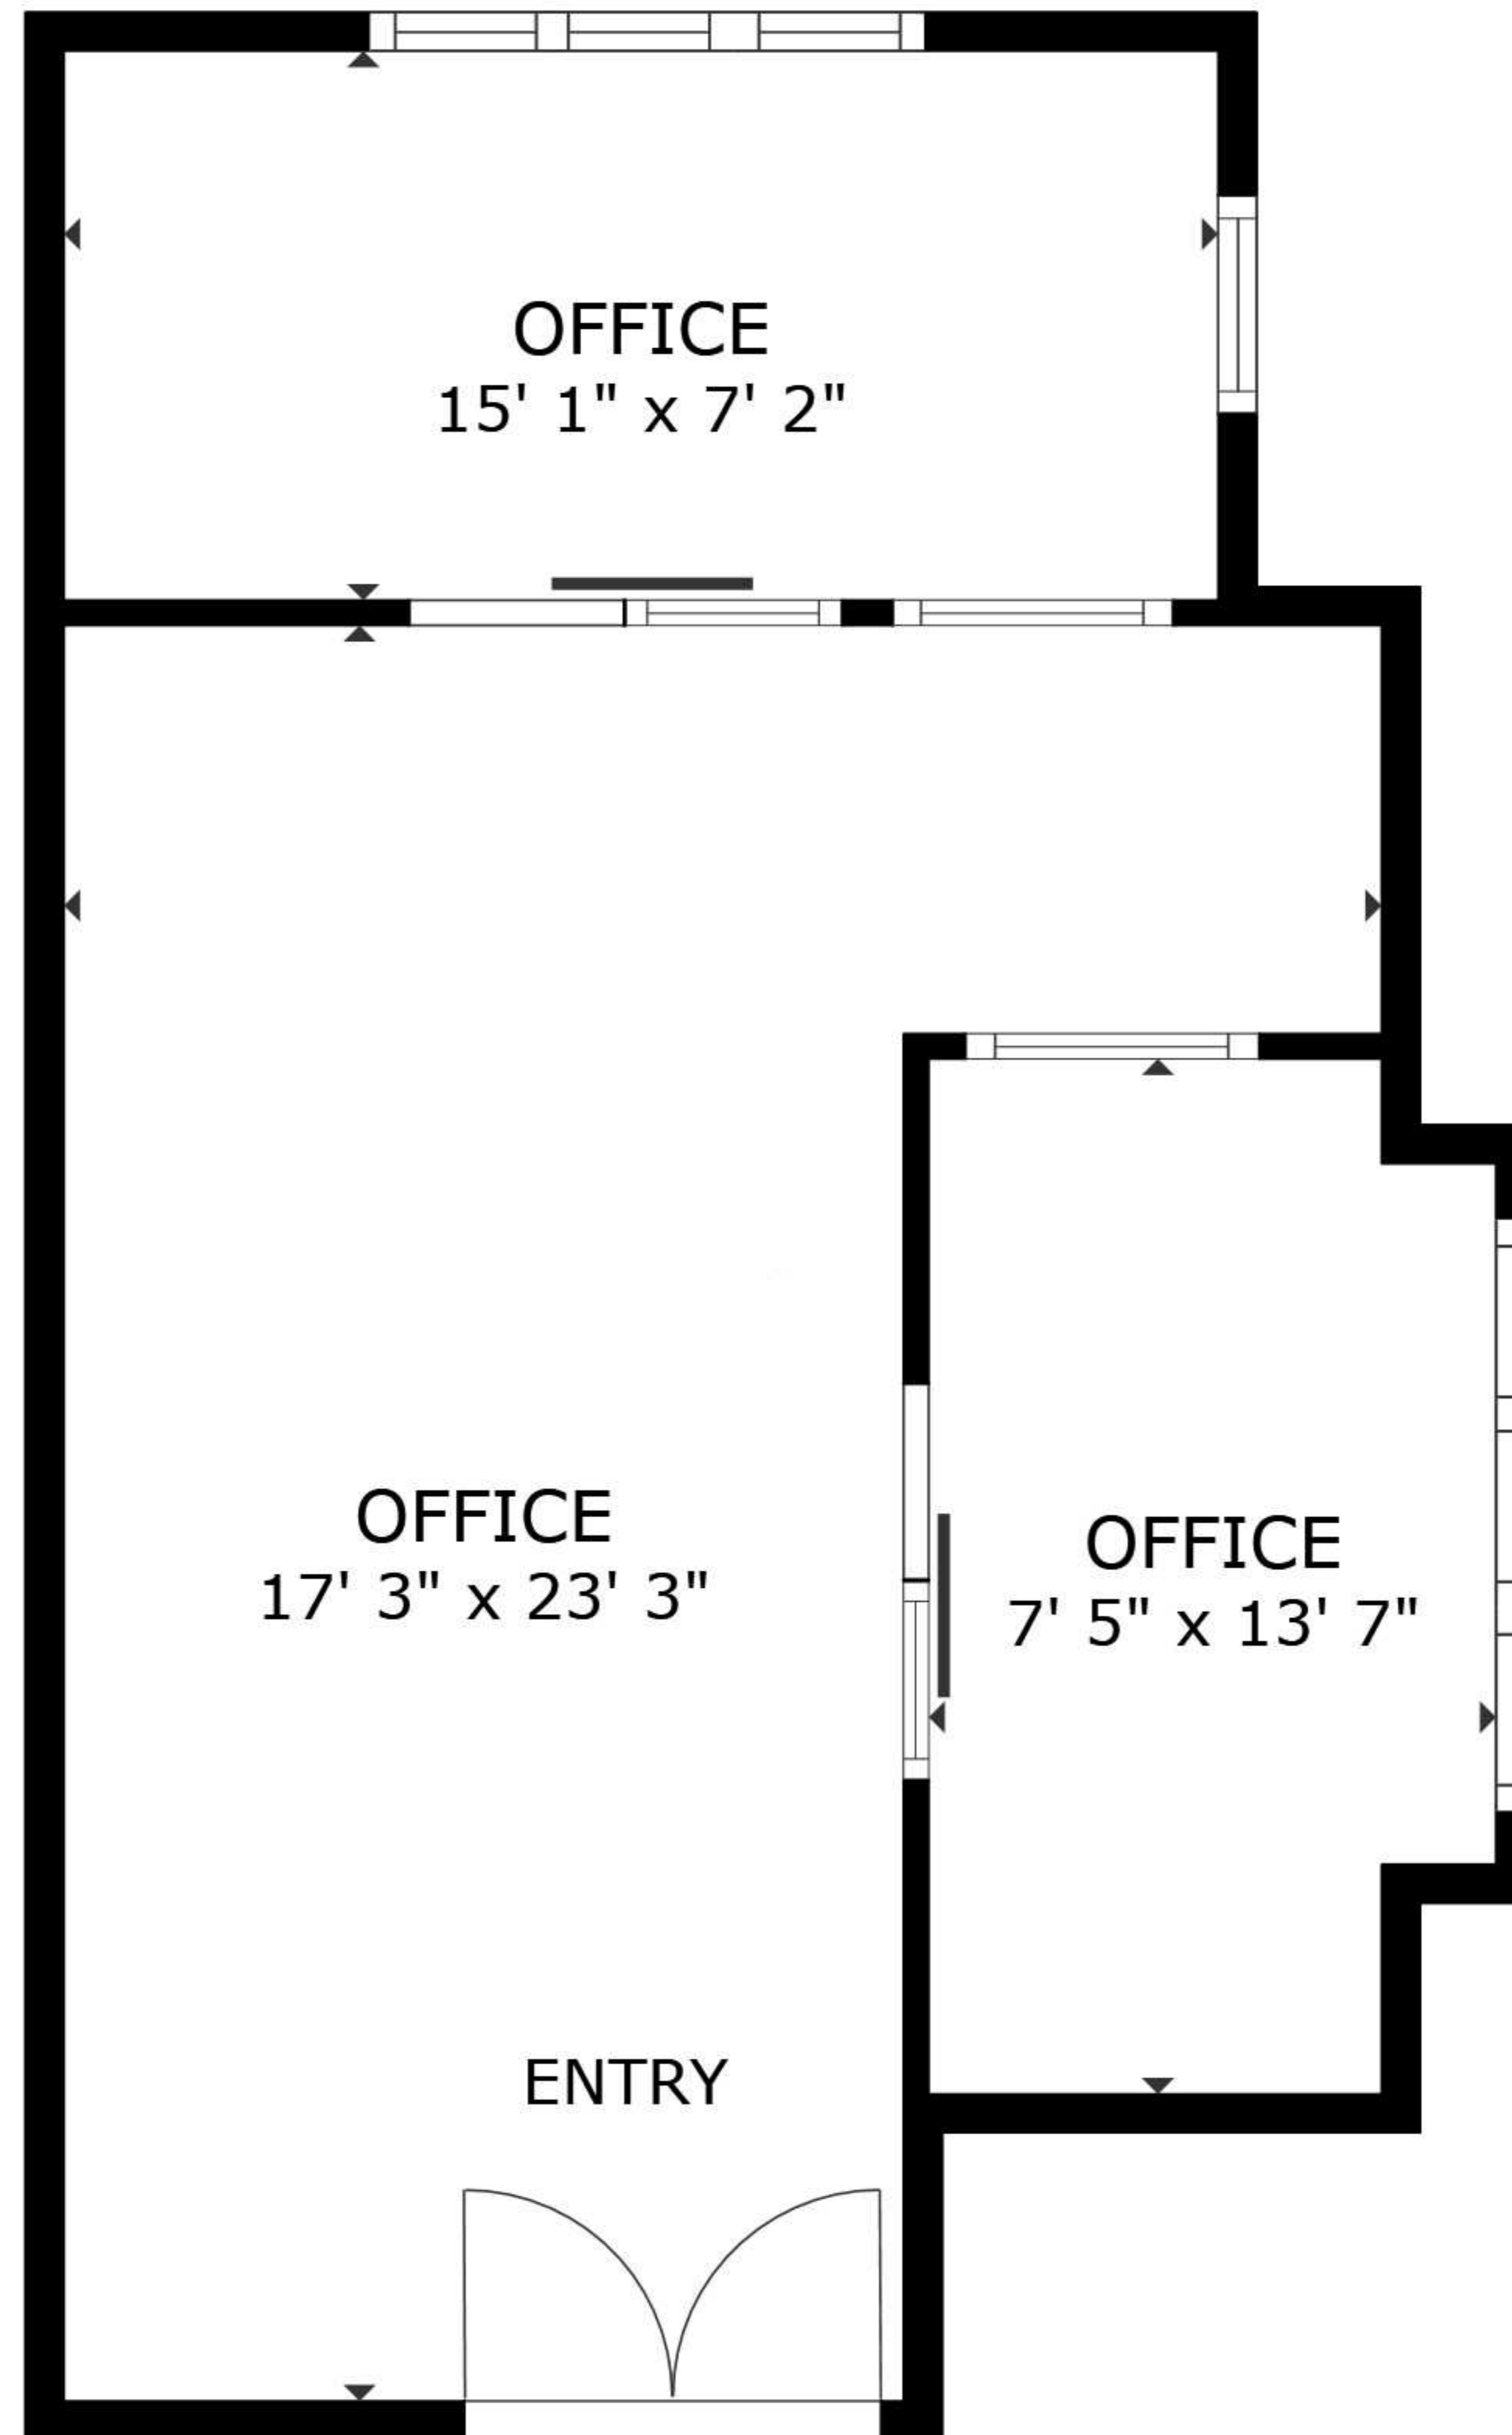 OFFICE
15' 1" x 7' 2"
OFFICE
17' 3" x 23' 3"
OFFICE
7' 5" x 13' 7"
ENTRY